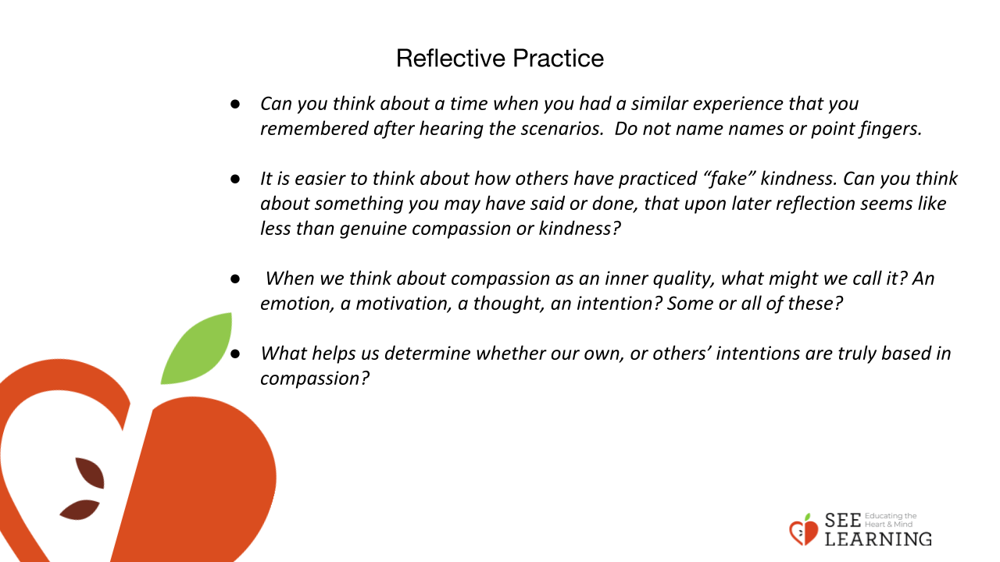 Reflective Practice
● Can you think about a time when you had a similar experience that you
remembered after hearing the scenarios.  Do not name names or point fingers.
● It is easier to think about how others have practiced “fake” kindness. Can you think
about something you may have said or done, that upon later reflection seems like
less than genuine compassion or kindness?
● When we think about compassion as an inner quality, what might we call it? An
emotion, a motivation, a thought, an intention? Some or all of these?
● What helps us determine whether our own, or others’ intentions are truly based in
compassion?
SEE Educating the
Heart & Mind
LEARNING